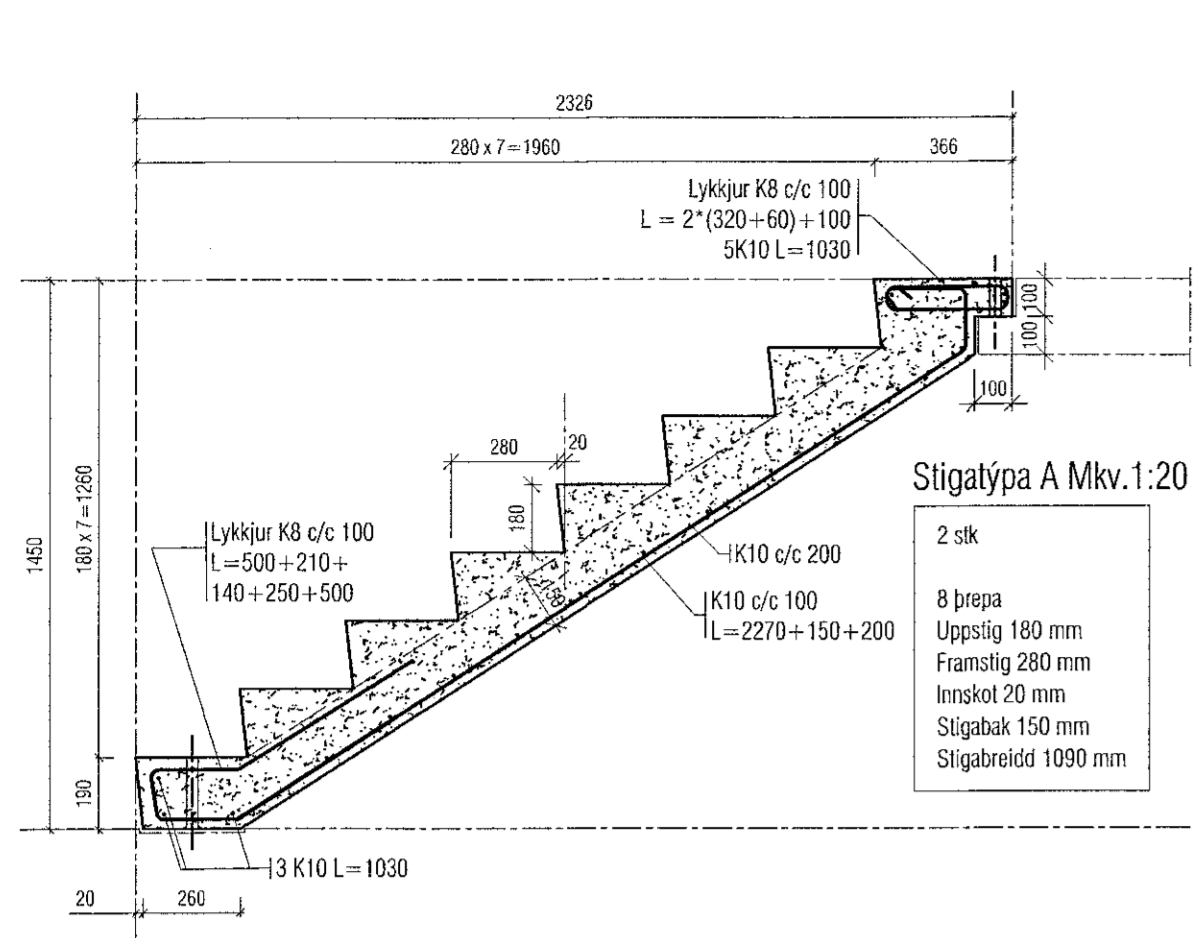 2326
280 x 7=1960
366
Lykkjur K8 c/c 100
L = 2*(320+60)+100
5K10 L=1030
100
100
100
280
20
180
150
1450
180 x 7=1260
190
Lykkjur K8 c/c 100
L=500+210+
140+250+500
K10 c/c 200
K10 c/c 100
L=2270+150+200
Stigatýpa A Mkv.1:20
2 stk
8 þrepa
Uppstig 180 mm
Framstig 280 mm
Innskot 20 mm
Stigabak 150 mm
Stigabreidd 1090 mm
3 K10 L=1030
20
260